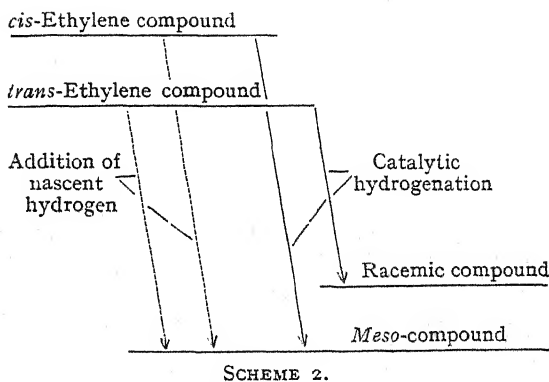 cis-Ethylene compound
trans-Ethylene compound
Addition of
nascent
hydrogen
Catalytic
hydrogenation
Racemic compound
Meso-compound
SCHEME 2.